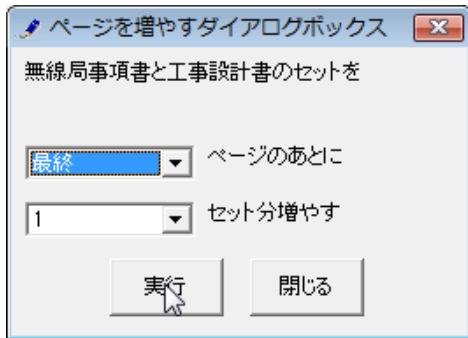 ページを増やすダイアログボックス
無線局事項書と工事設計書のセットを
最終 ページのあとに
1 セット分増やす
実行 閉じる